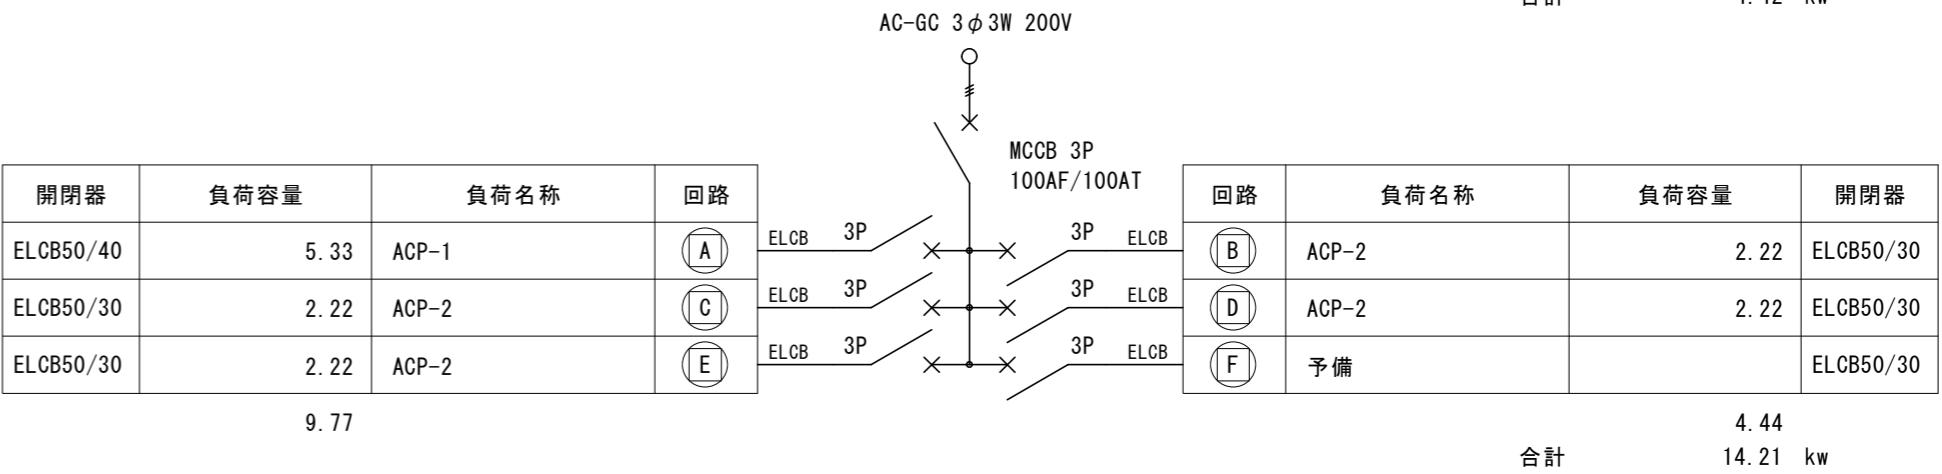 AC-GC 3φ3W 200V
MCCB 3P
100AF/100AT
開閉器 負荷容量 負荷名称 回路
ELCB50/40 5.33 ACP-1 A ELCB 3P
ELCB50/30 2.22 ACP-2 C ELCB 3P
ELCB50/30 2.22 ACP-2 E ELCB 3P
9.77
回路 負荷名称 負荷容量 開閉器
3P ELCB B ACP-2 2.22 ELCB50/30
3P ELCB D ACP-2 2.22 ELCB50/30
3P ELCB F 予備 ELCB50/30
4.44
合計 14.21 kw